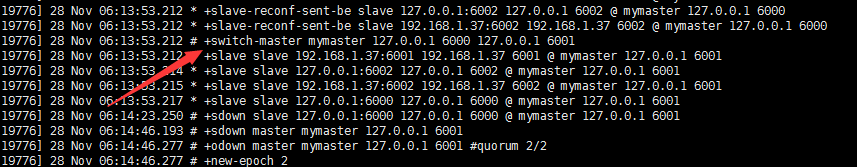 19776] 28 Nov 06:13:53.212 * +slave-reconf-sent-be slave 127.0.0.1:6002 127.0.0.1 6002 @ mymaster 127.0.0.1 6000
19776] 28 Nov 06:13:53.212 * +slave-reconf-sent-be slave 192.168.1.37:6002 192.168.1.37 6002 @ mymaster 127.0.0.1 6000
19776] 28 Nov 06:13:53.212 # +switch-master mymaster 127.0.0.1 6000 127.0.0.1 6001
19776] 28 Nov 06:13:53.212 * +slave slave 192.168.1.37:6001 192.168.1.37 6001 @ mymaster 127.0.0.1 6001
19776] 28 Nov 06:13:53.214 * +slave slave 127.0.0.1:6002 127.0.0.1 6002 @ mymaster 127.0.0.1 6001
19776] 28 Nov 06:13:53.215 * +slave slave 192.168.1.37:6002 192.168.1.37 6002 @ mymaster 127.0.0.1 6001
19776] 28 Nov 06:13:53.217 * +slave slave 127.0.0.1:6000 127.0.0.1 6000 @ mymaster 127.0.0.1 6001
19776] 28 Nov 06:14:23.250 # +sdown slave 127.0.0.1:6000 127.0.0.1 6000 @ mymaster 127.0.0.1 6001
19776] 28 Nov 06:14:46.193 # +sdown master mymaster 127.0.0.1 6001
19776] 28 Nov 06:14:46.277 # +odown master mymaster 127.0.0.1 6001 #quorum 2/2
19776] 28 Nov 06:14:46.277 # +new-epoch 2